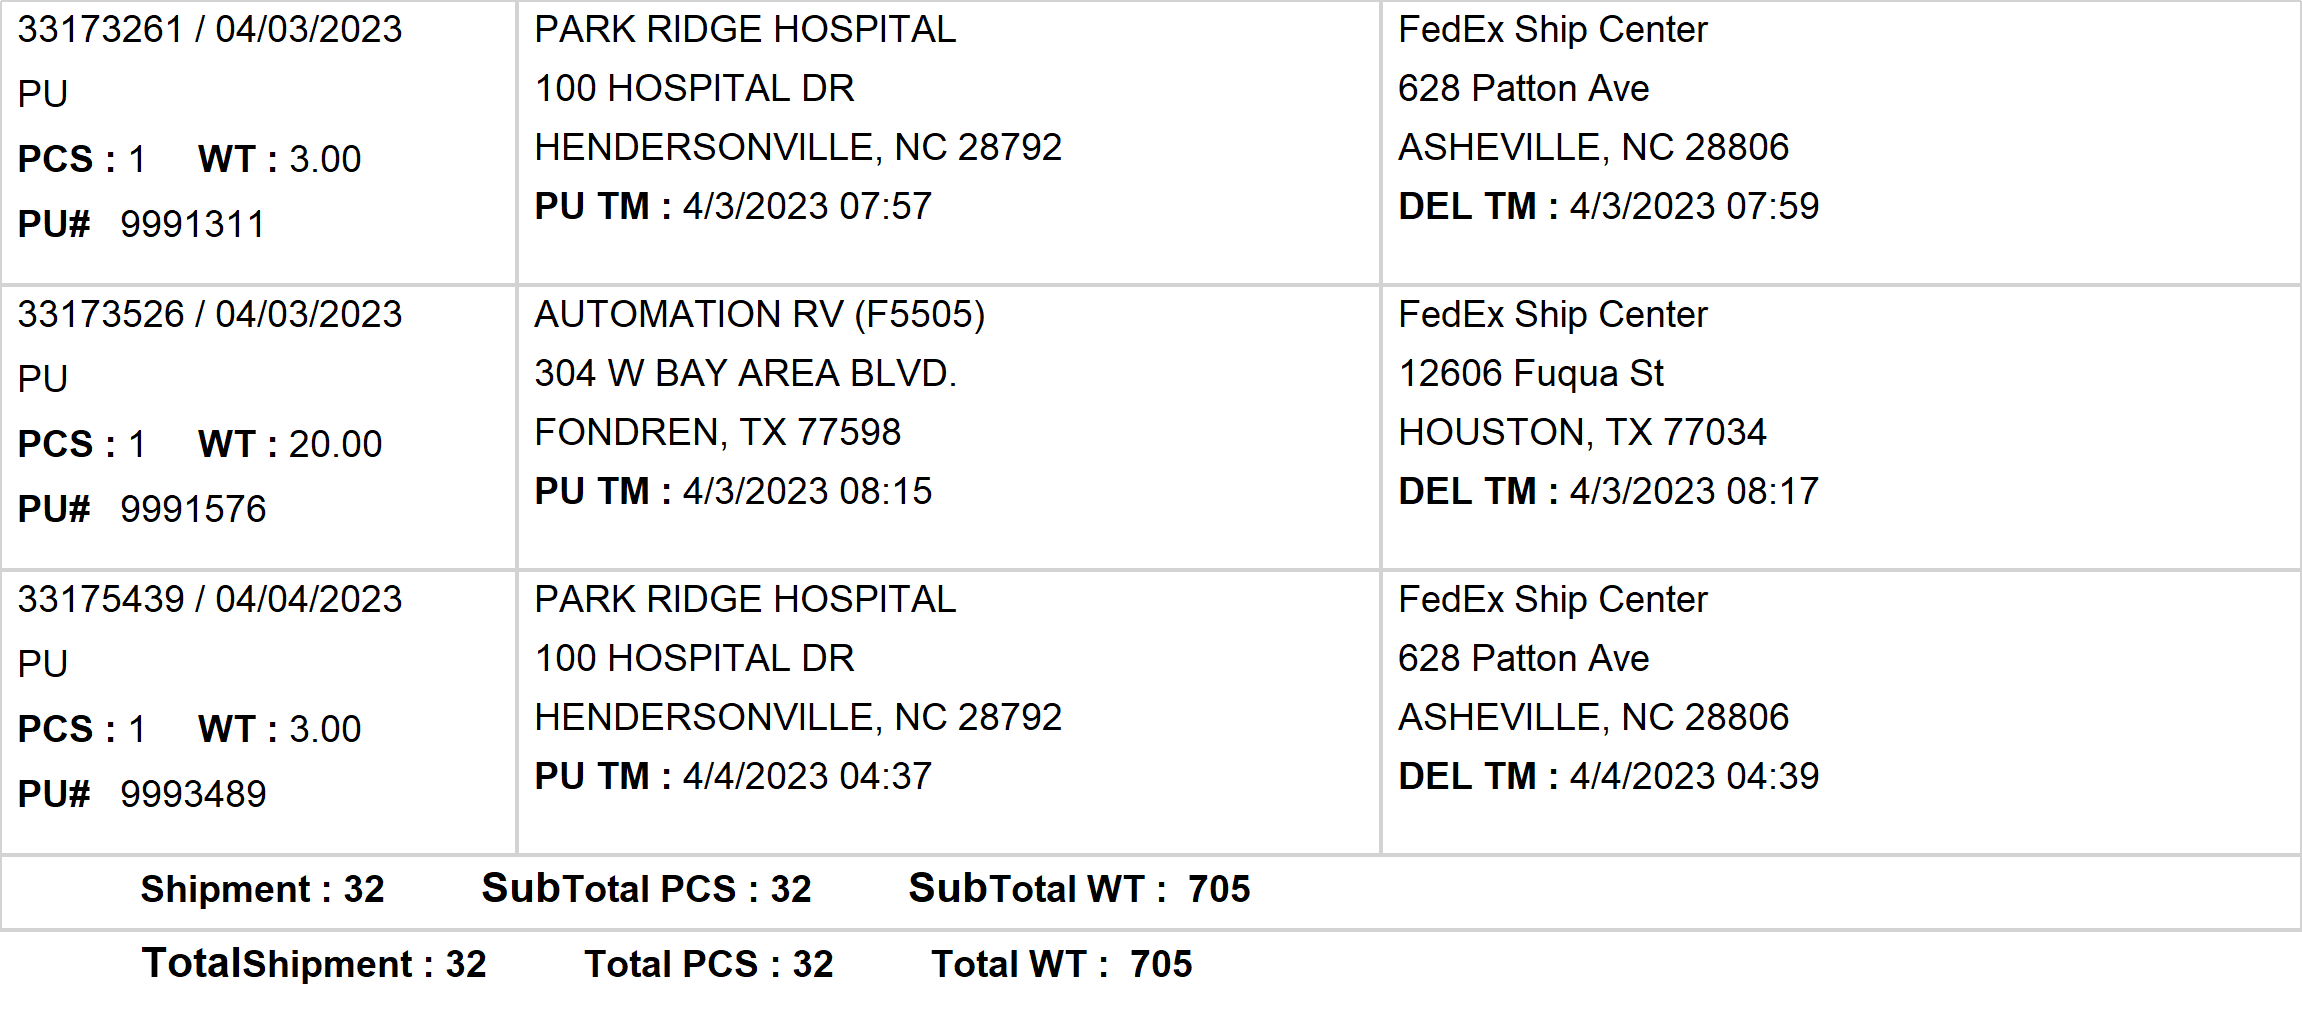 33173261 / 04/03/2023
PU
PCS : 1 WT : 3.00
PU# 9991311
PARK RIDGE HOSPITAL
100 HOSPITAL DR
HENDERSONVILLE, NC 28792
PU TM : 4/3/2023 07:57
FedEx Ship Center
628 Patton Ave
ASHEVILLE, NC 28806
DEL TM : 4/3/2023 07:59
33173526 / 04/03/2023
PU
PCS : 1 WT : 20.00
PU# 9991576
AUTOMATION RV (F5505)
304 W BAY AREA BLVD.
FONDREN, TX 77598
PU TM : 4/3/2023 08:15
FedEx Ship Center
12606 Fuqua St
HOUSTON, TX 77034
DEL TM : 4/3/2023 08:17
33175439 / 04/04/2023
PU
PCS : 1 WT : 3.00
PU# 9993489
PARK RIDGE HOSPITAL
100 HOSPITAL DR
HENDERSONVILLE, NC 28792
PU TM : 4/4/2023 04:37
FedEx Ship Center
628 Patton Ave
ASHEVILLE, NC 28806
DEL TM : 4/4/2023 04:39
Shipment : 32 SubTotal PCS : 32 SubTotal WT : 705
TotalShipment : 32 Total PCS : 32 Total WT : 705